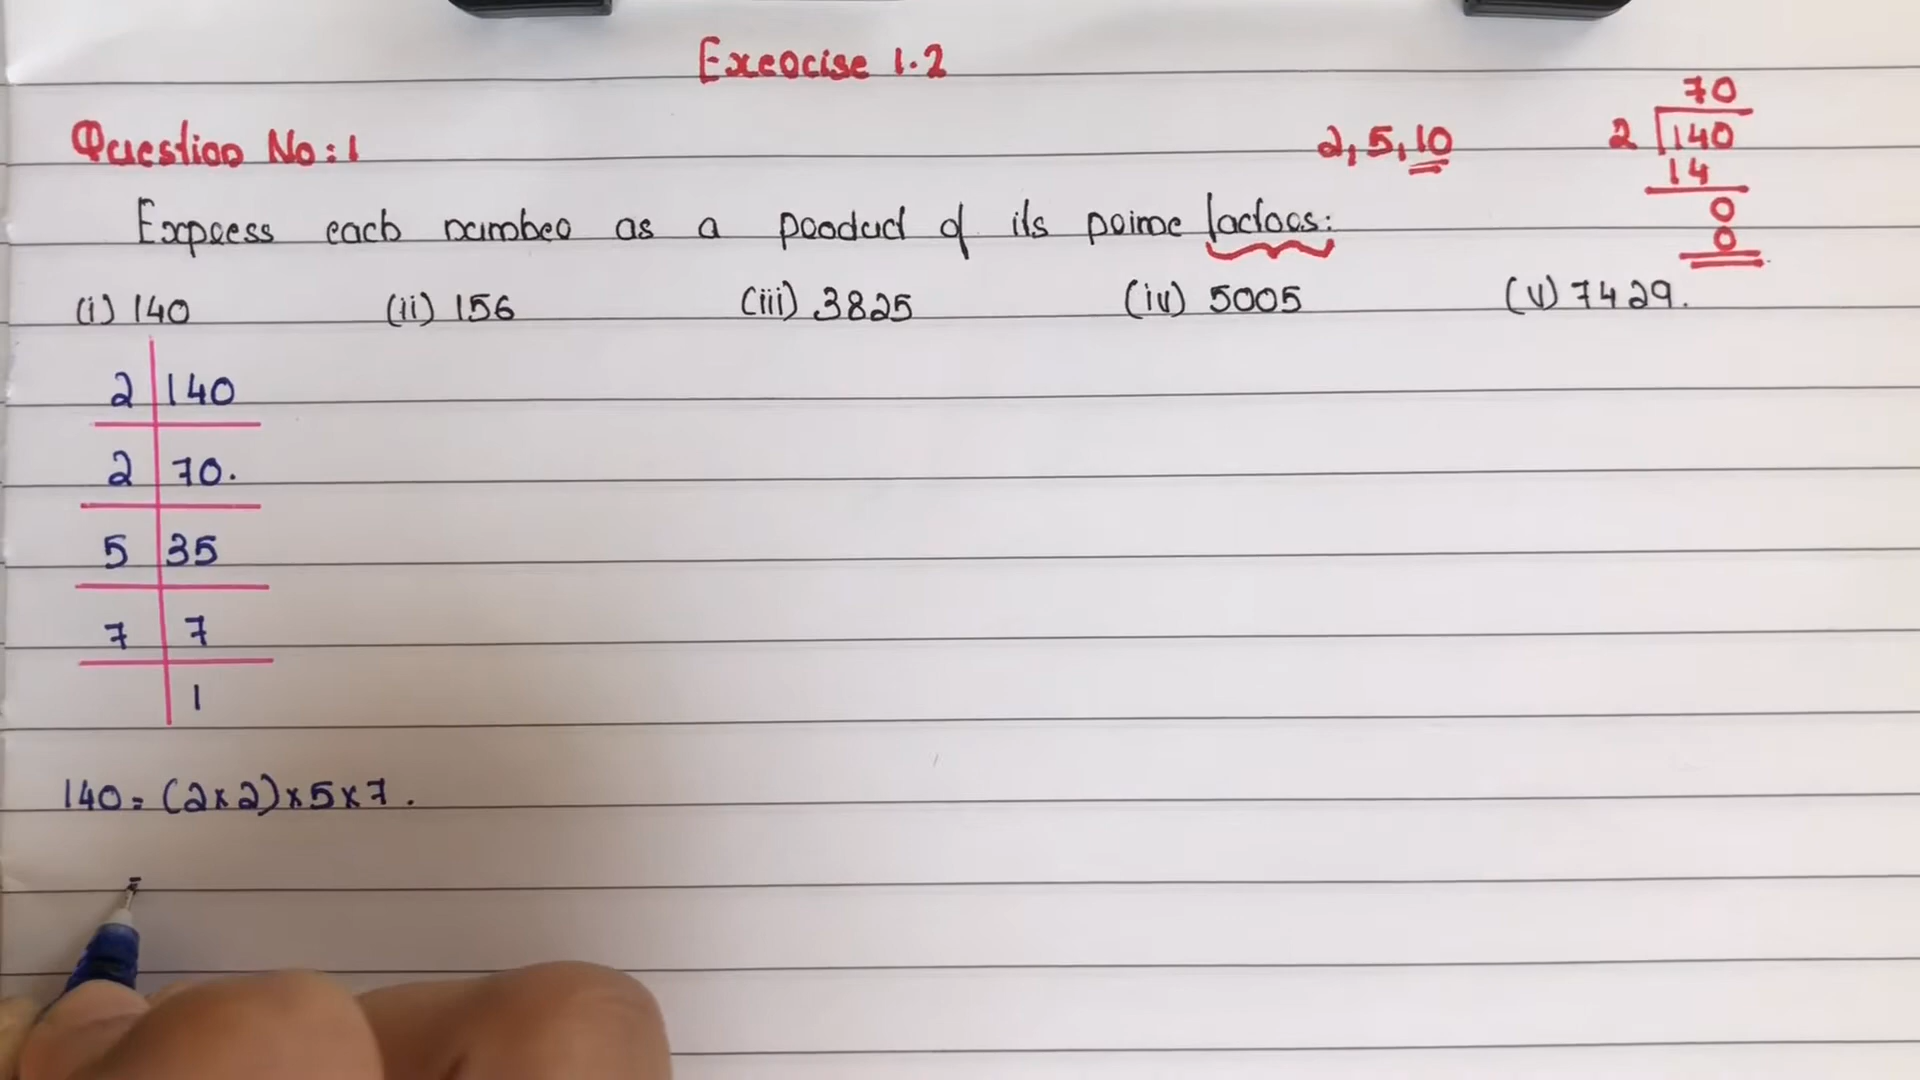 Exercise 1.2
Question No: 1
2, 5, 10
70
2 140
14
0
0
Express each number as a product of its prime factors:
(i) 140 (ii) 156 (iii) 3825 (iv) 5005 (v) 7429.
2 140
2 70.
5 35
7 7
1
140 = (2×2)×5×7.